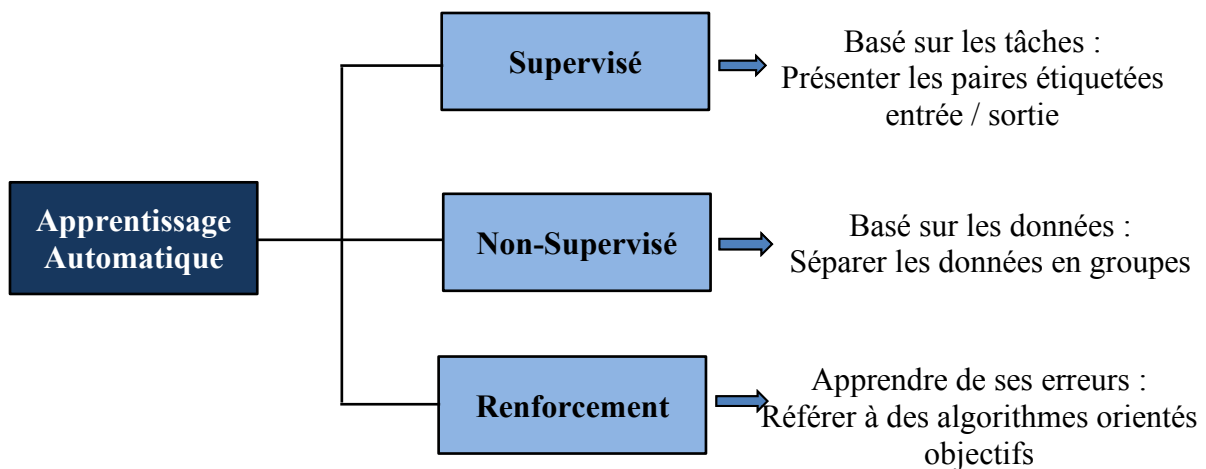 Apprentissage
Automatique
Supervisé
Basé sur les tâches :
Présenter les paires étiquetées
entrée / sortie
Non-Supervisé
Basé sur les données :
Séparer les données en groupes
Renforcement
Apprendre de ses erreurs :
Référer à des algorithmes orientés
objectifs